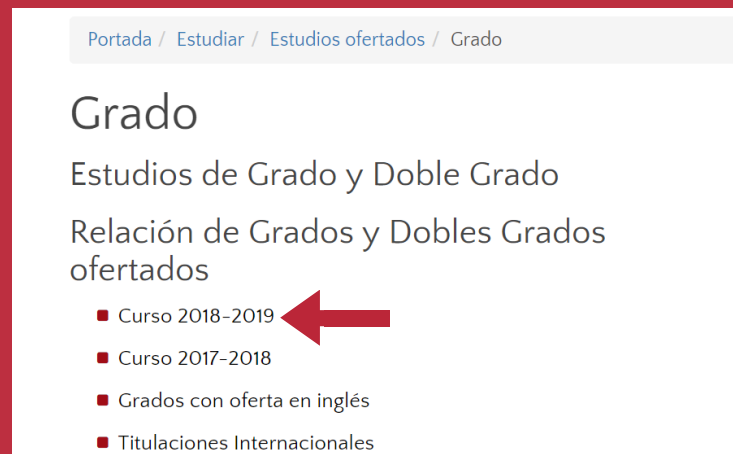 Portada / Estudiar / Estudios ofertados / Grado
Grado
Estudios de Grado y Doble Grado
Relación de Grados y Dobles Grados
ofertados
Curso 2018-2019
Curso 2017-2018
Grados con oferta en inglés
Titulaciones Internacionales